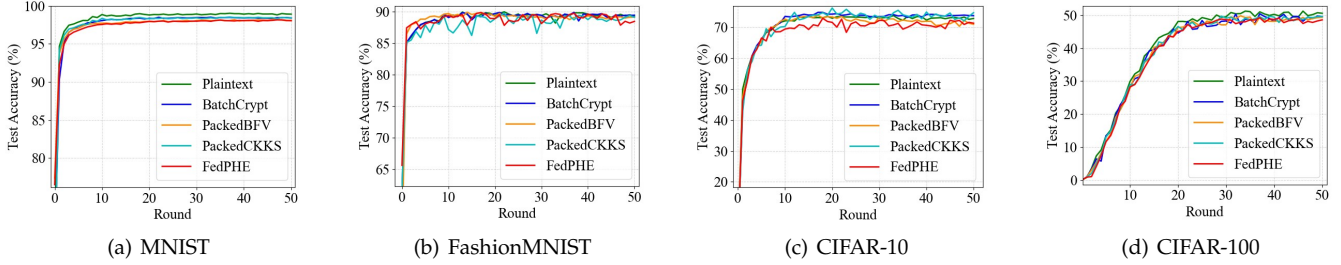 Test Accuracy (%)
100
95
90
85
80
0
10
20
30
40
50
Round
Plaintext
BatchCrypt
PackedBFV
PackedCKKS
FedPHE
(a) MNIST
Test Accuracy (%)
90
85
80
75
70
65
0
10
20
30
40
50
Round
Plaintext
BatchCrypt
PackedBFV
PackedCKKS
FedPHE
(b) FashionMNIST
Test Accuracy (%)
70
60
50
40
30
20
0
10
20
30
40
50
Round
Plaintext
BatchCrypt
PackedBFV
PackedCKKS
FedPHE
(c) CIFAR-10
Test Accuracy (%)
50
40
30
20
10
0
10
20
30
40
50
Round
Plaintext
BatchCrypt
PackedBFV
PackedCKKS
FedPHE
(d) CIFAR-100